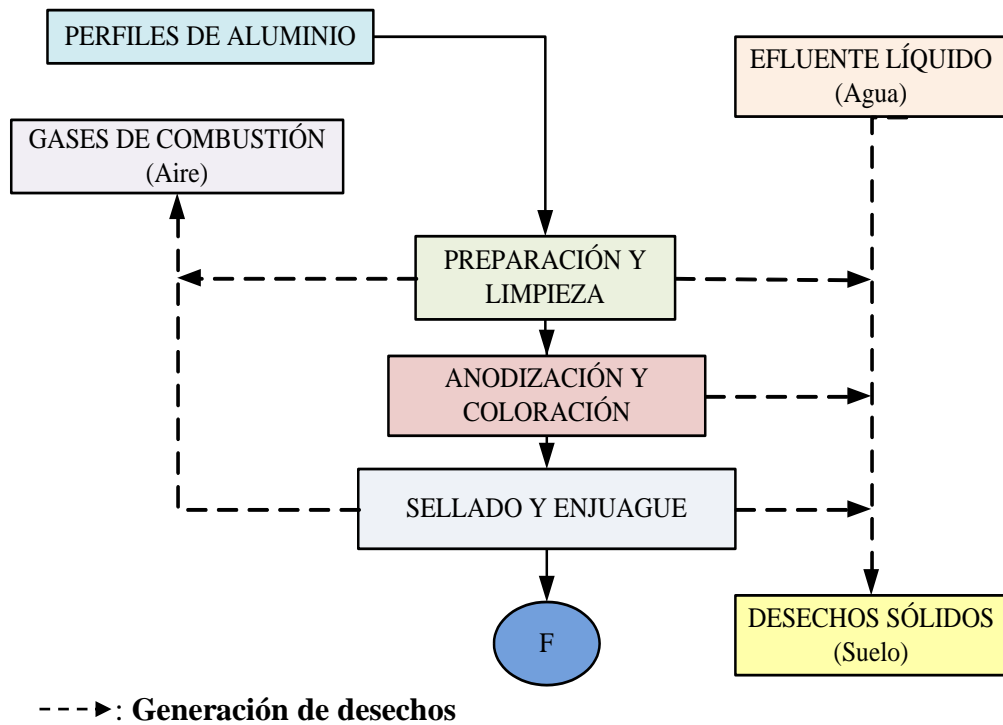 PERFILES DE ALUMINIO
EFLUENTE LÍQUIDO
(Agua)
GASES DE COMBUSTIÓN
(Aire)
PREPARACIÓN Y
LIMPIEZA
ANODIZACIÓN Y
COLORACIÓN
SELLADO Y ENJUAGUE
F
DESECHOS SÓLIDOS
(Suelo)
: Generación de desechos